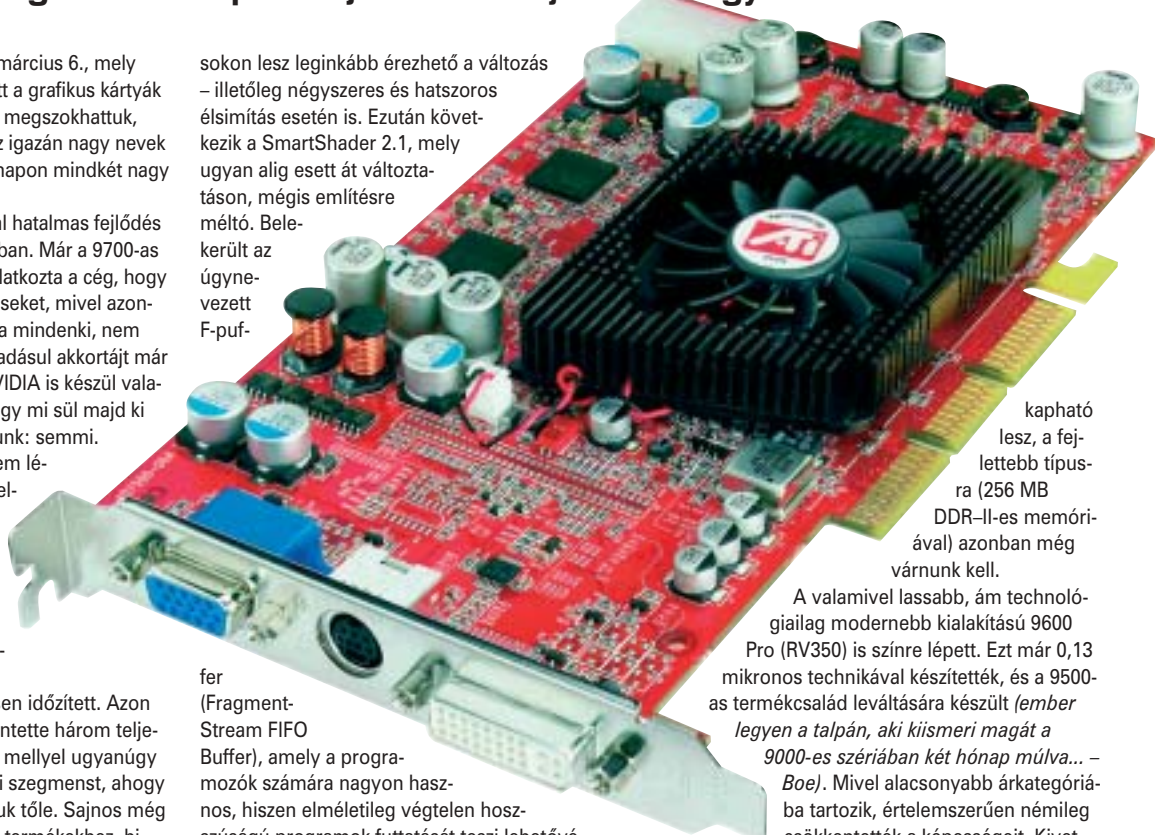 március 6., mely
tt a grafikus kártyák
megszokhattuk,
z igazán nagy nevek
napon mindkét nagy
l hatalmas fejlődés
ban. Már a 9700-as
latkozta a cég, hogy
seket, mivel azon-
a mindenki, nem
adásul akkortájt már
VIDIA is készül vala-
gy mi sül majd ki
unk: semmi.
em lé-
el-
-
en időzített. Azon
ntette három telje-
mellyel ugyanúgy
i szegmenst, ahogy
uk tőle. Sajnos még
sokon lesz leginkább érezhető a változás
– illetőleg négyszeres és hatszoros
élsimítás esetén is. Ezután követ-
kezik a SmartShader 2.1, mely
ugyan alig esett át változta-
táson, mégis említésre
méltó. Bele-
került az
úgyne-
vezett
F-puf-
fer
(Fragment-
Stream FIFO
Buffer), amely a progra-
mozók számára nagyon hasz-
nos, hiszen elméletileg végtelen hosz-
szúságú programok futtatását teszi lehetővé
ATI
kapható
lesz, a fej-
lettebb típus-
ra (256 MB
DDR–II-es memóri-
ával) azonban még
várnunk kell.
A valamivel lassabb, ám technoló-
giailag modernebb kialakítású 9600
Pro (RV350) is színre lépett. Ezt már 0,13
mikronos technikával készítették, és a 9500-
as termékcsalád leváltására készült (ember
legyen a talpán, aki kiismeri magát a
9000-es szériában két hónap múlva... –
Boe). Mivel alacsonyabb árkategóriá-
ba tartozik, értelemszerűen némileg
csökkentették a képességeit. Kivet